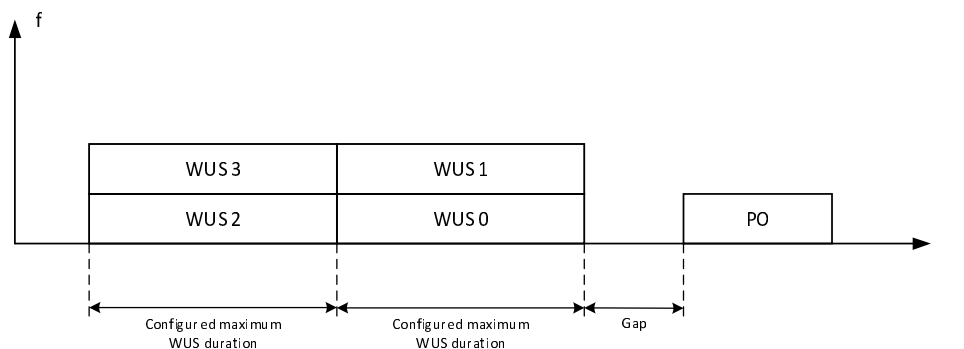 f
WUS 3
WUS 1
WUS 2
WUS 0
PO
Configured maximum
WUS duration
Configured maximum
WUS duration
Gap